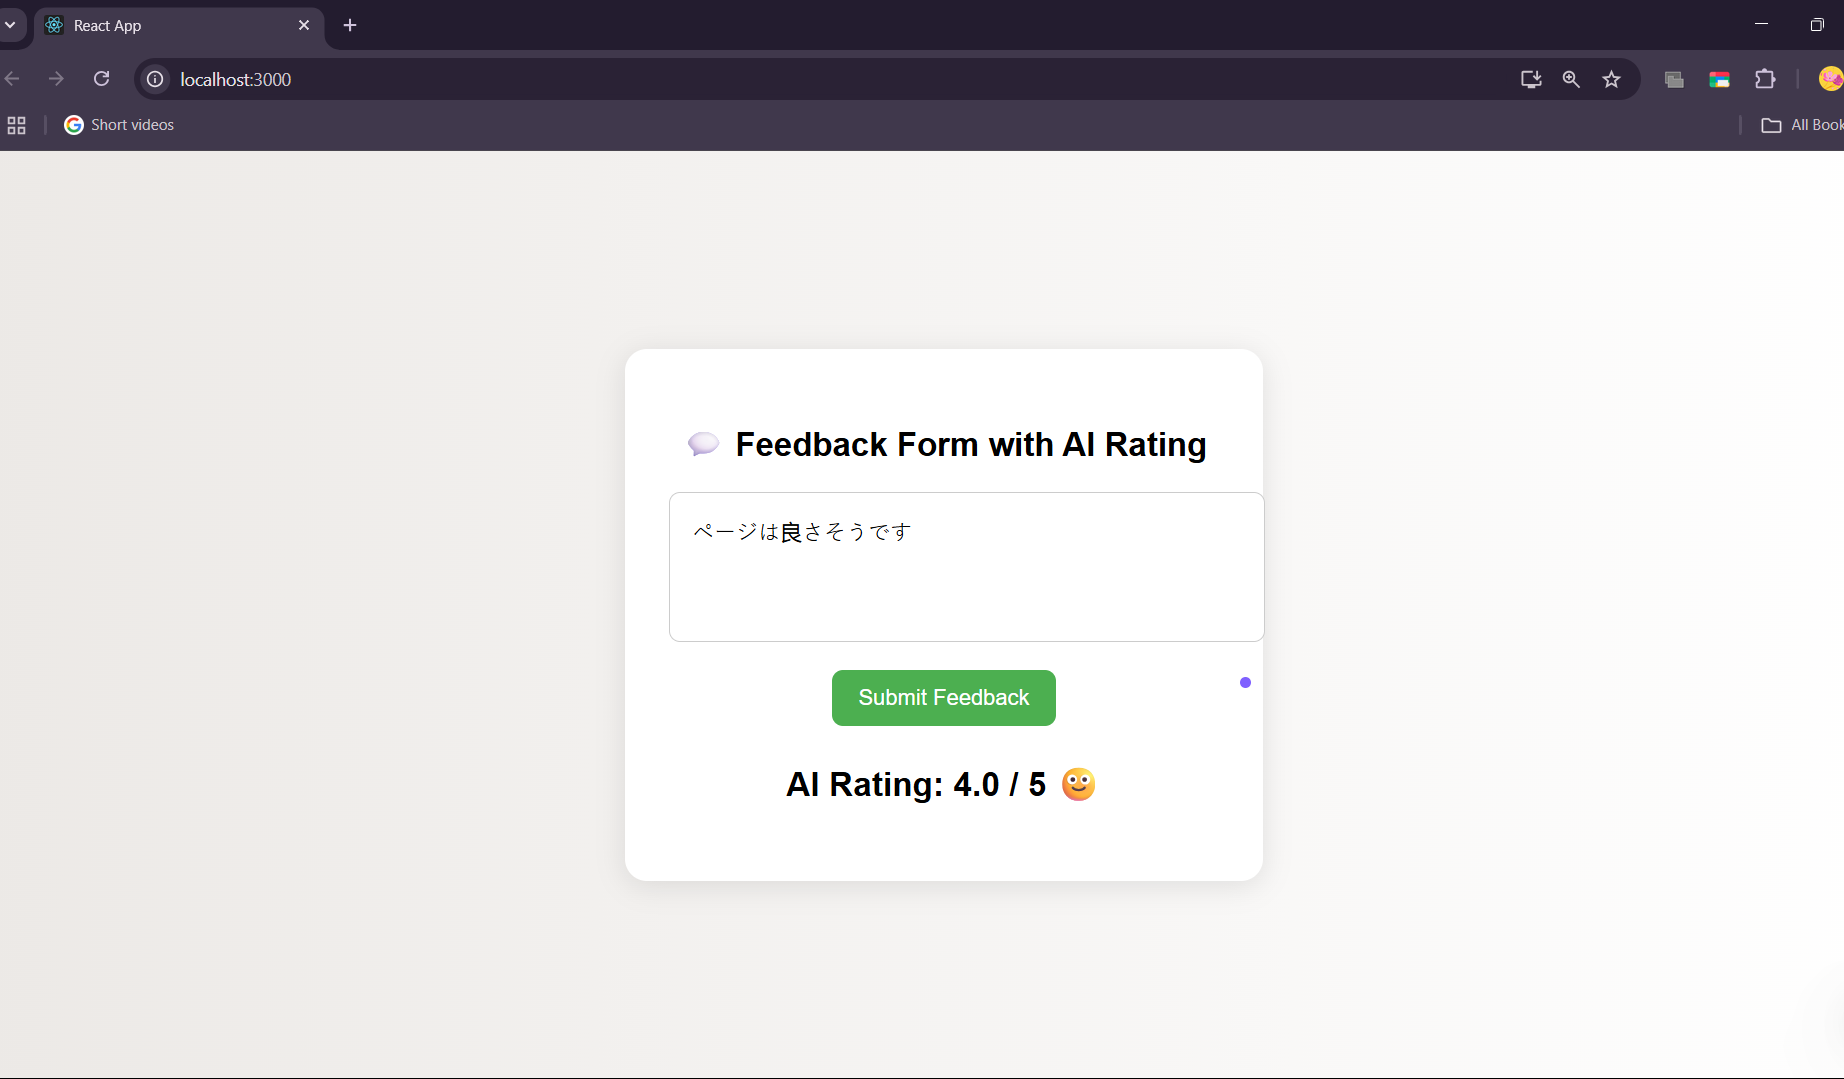 React App
localhost:3000
Short videos
All Book
Feedback Form with AI Rating
ページは良さそうです
Submit Feedback
AI Rating: 4.0 / 5